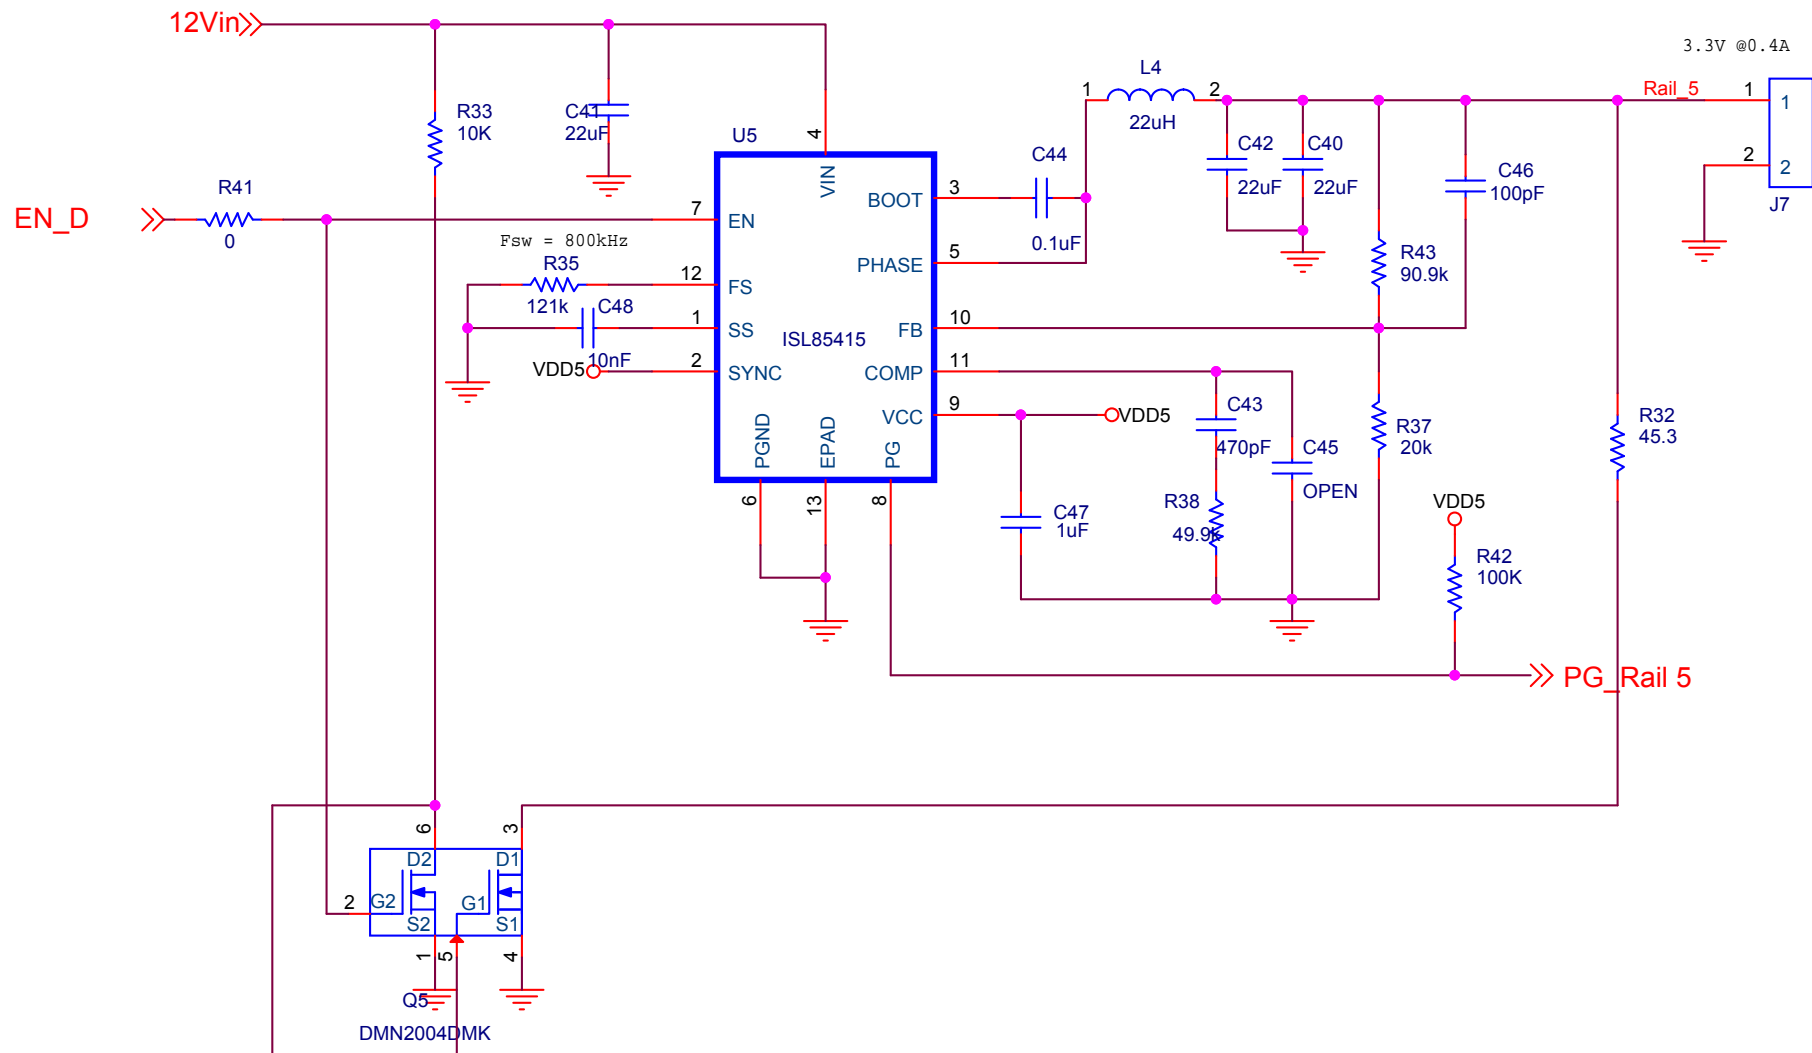 12Vin
3.3V @0.4A
L4
1
2
22uH
Rail_5
1
1
2
2
J7
R33
10K
C41
22uF
U5
4
VIN
C44
0.1uF
C42
22uF
C40
22uF
C46
100pF
R41
0
EN_D
7
EN
BOOT
3
PHASE
5
Fsw = 800kHz
R35
121k
12
FS
C48
10nF
1
SS
VDD5
2
SYNC
ISL85415
FB
10
COMP
11
VCC
9
VDD5
R43
90.9k
C43
470pF
C45
OPEN
R37
20k
R32
45.3
PGND
EPAD
PG
6
13
8
C47
1uF
R38
49.9k
VDD5
R42
100K
PG_Rail 5
6
3
D2
D1
2
G2
G1
S2
S1
1
5
4
Q5
DMN2004DMK